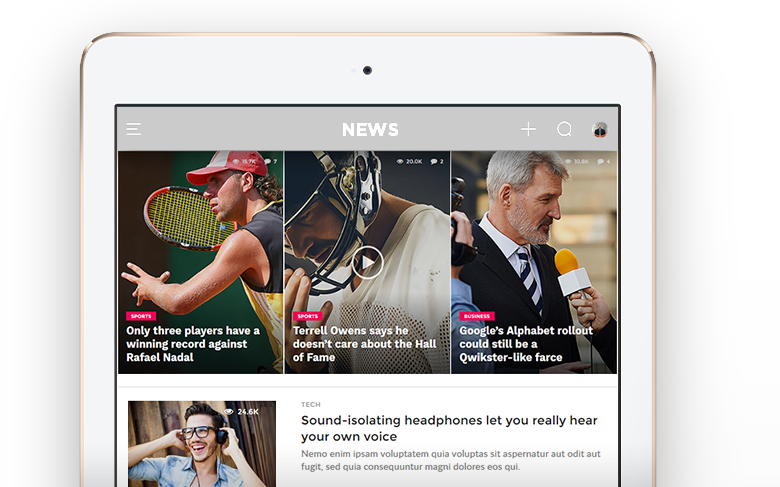 NEWS
15.7K 7
20.0K 2
10.8K 4
SPORTS
Only three players have a
winning record against
Rafael Nadal
SPORTS
Terrell Owens says he
doesn't care about the Hall
of Fame
BUSINESS
Google's Alphabet rollout
could still be a
Qwikster-like farce
24.6K
TECH
Sound-isolating headphones let you really hear
your own voice
Nemo enim ipsam voluptatem quia voluptas sit aspernatur aut odit aut
fugit, sed quia consequuntur magni dolores eos qui.